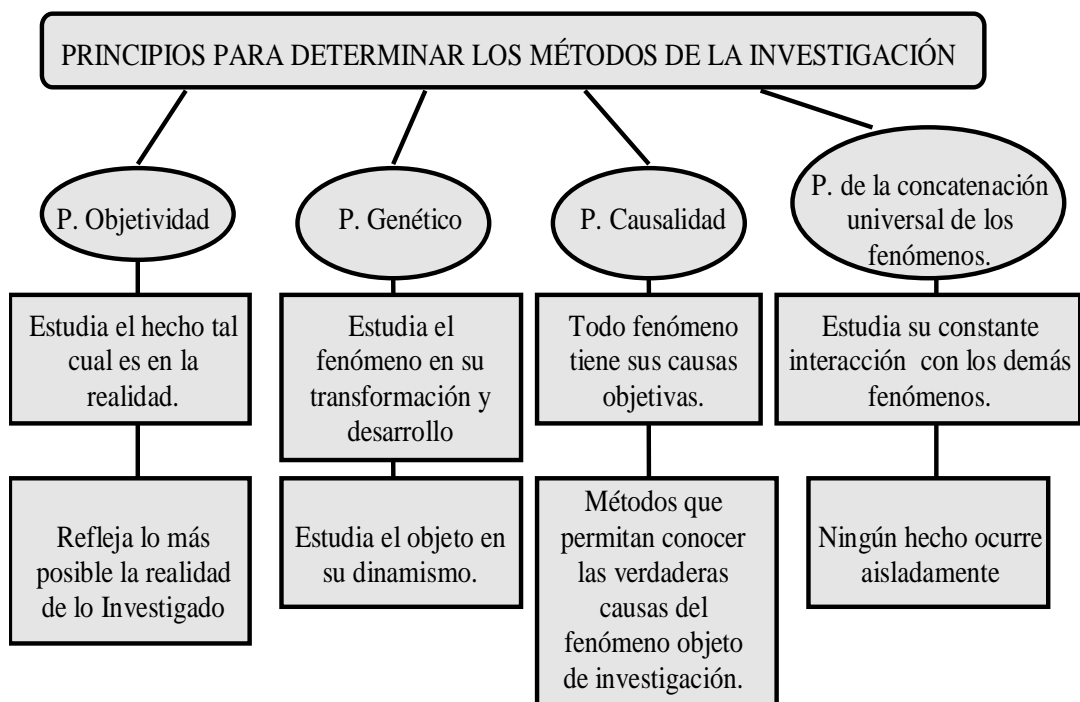 PRINCIPIOS PARA DETERMINAR LOS MÉTODOS DE LA INVESTIGACIÓN
P. Objetividad
Estudia el hecho tal
cual es en la
realidad.
Refleja lo más
posible la realidad
de lo Investigado
P. Genético
Estudia el
fenómeno en su
transformación y
desarrollo
Estudia el objeto en
su dinamismo.
P. Causalidad
Todo fenómeno
tiene sus causas
objetivas.
Métodos que
permitan conocer
las verdaderas
causas del
fenómeno objeto
de investigación.
P. de la concatenación
universal de los
fenómenos.
Estudia su constante
interacción con los demás
fenómenos.
Ningún hecho ocurre
aisladamente